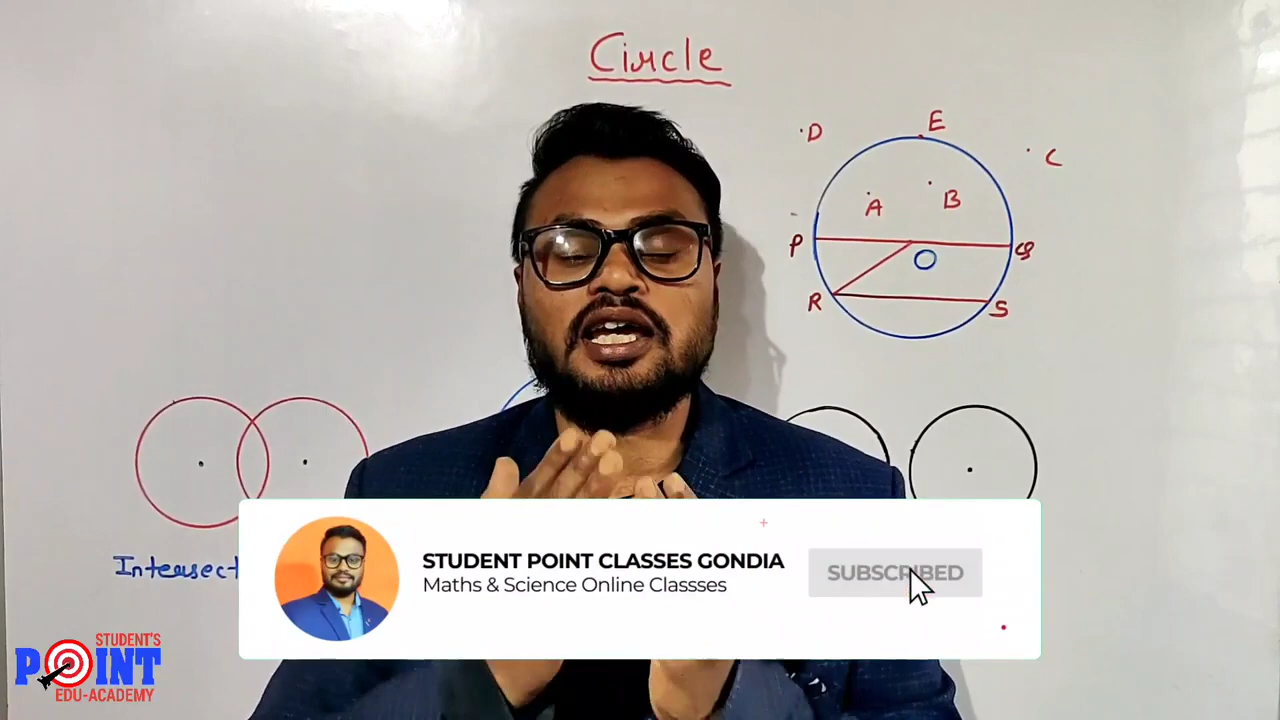 Circle
D
E
C
A
B
P
O
Q
R
S
Intersect
STUDENT POINT CLASSES GONDIA
Maths & Science Online Classses
SUBSCRIBED
STUDENT'S
POINT
EDU-ACADEMY